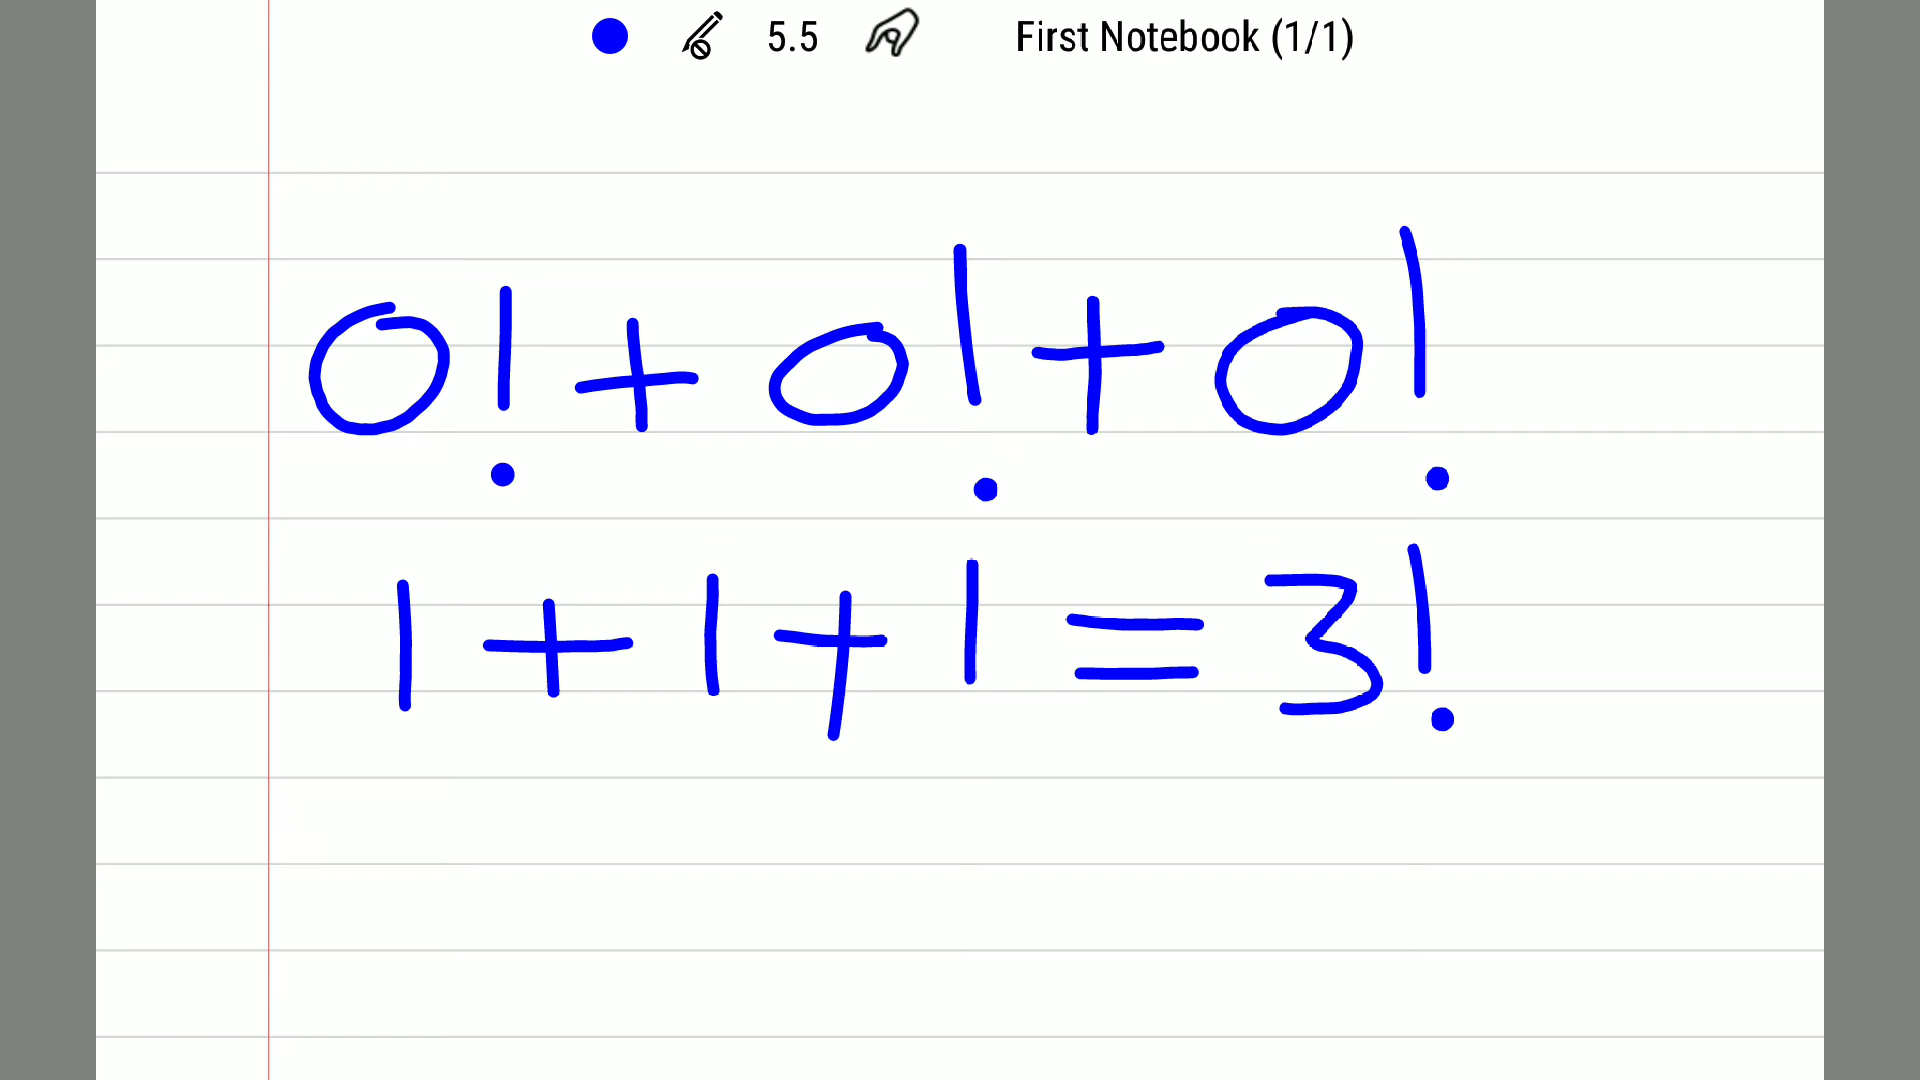 5.5 First Notebook (1/1)
0! + 0! + 0!
1 + 1 + 1 = 3!